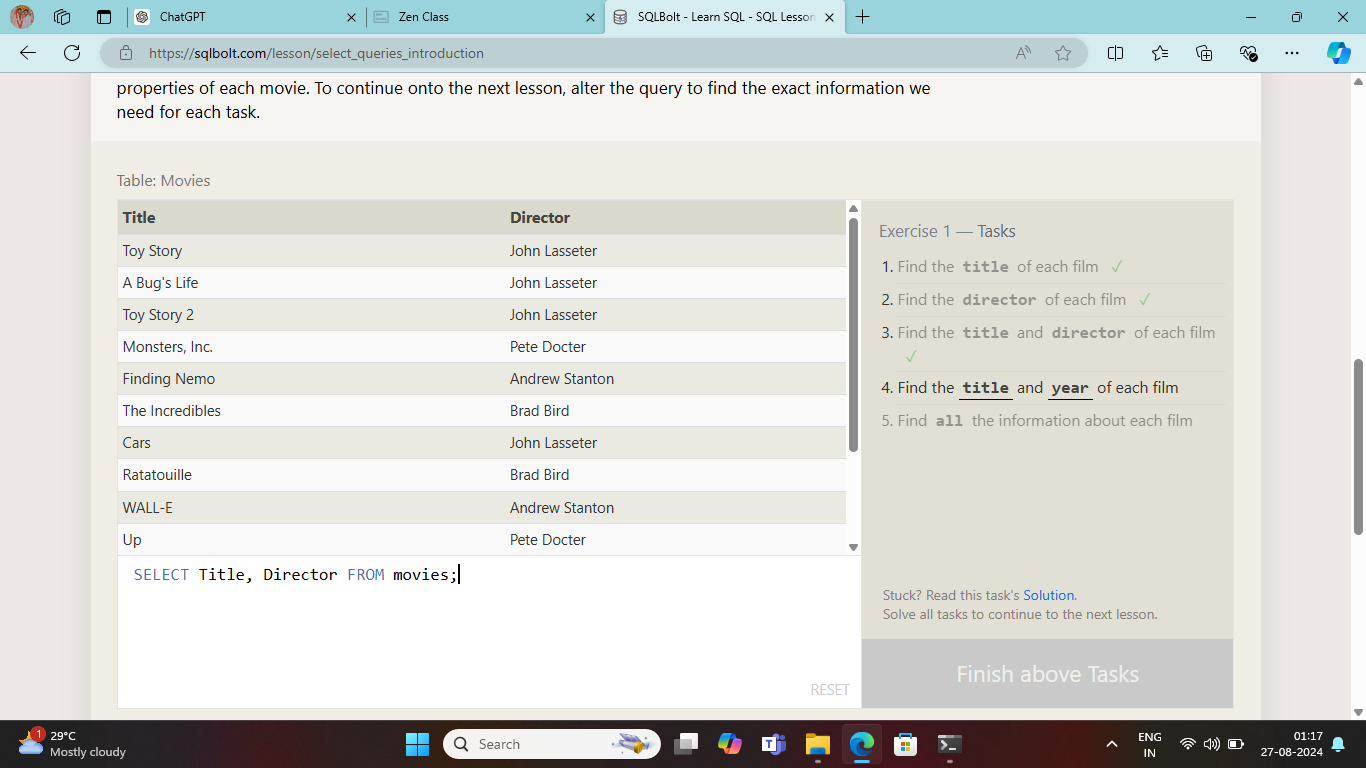 ChatGPT
Zen Class
SQLBolt - Learn SQL - SQL Lesson
https://sqlbolt.com/lesson/select_queries_introduction
properties of each movie. To continue onto the next lesson, alter the query to find the exact information we
need for each task.
Table: Movies
Title Director
Toy Story John Lasseter
A Bug's Life John Lasseter
Toy Story 2 John Lasseter
Monsters, Inc. Pete Docter
Finding Nemo Andrew Stanton
The Incredibles Brad Bird
Cars John Lasseter
Ratatouille Brad Bird
WALL-E Andrew Stanton
Up Pete Docter
SELECT Title, Director FROM movies;
RESET
Exercise 1 — Tasks
1. Find the title of each film ✓
2. Find the director of each film ✓
3. Find the title and director of each film
✓
4. Find the title and year of each film
5. Find all the information about each film
Stuck? Read this task's Solution.
Solve all tasks to continue to the next lesson.
Finish above Tasks
1
29°C
Mostly cloudy
Search
ENG
IN
01:17
27-08-2024